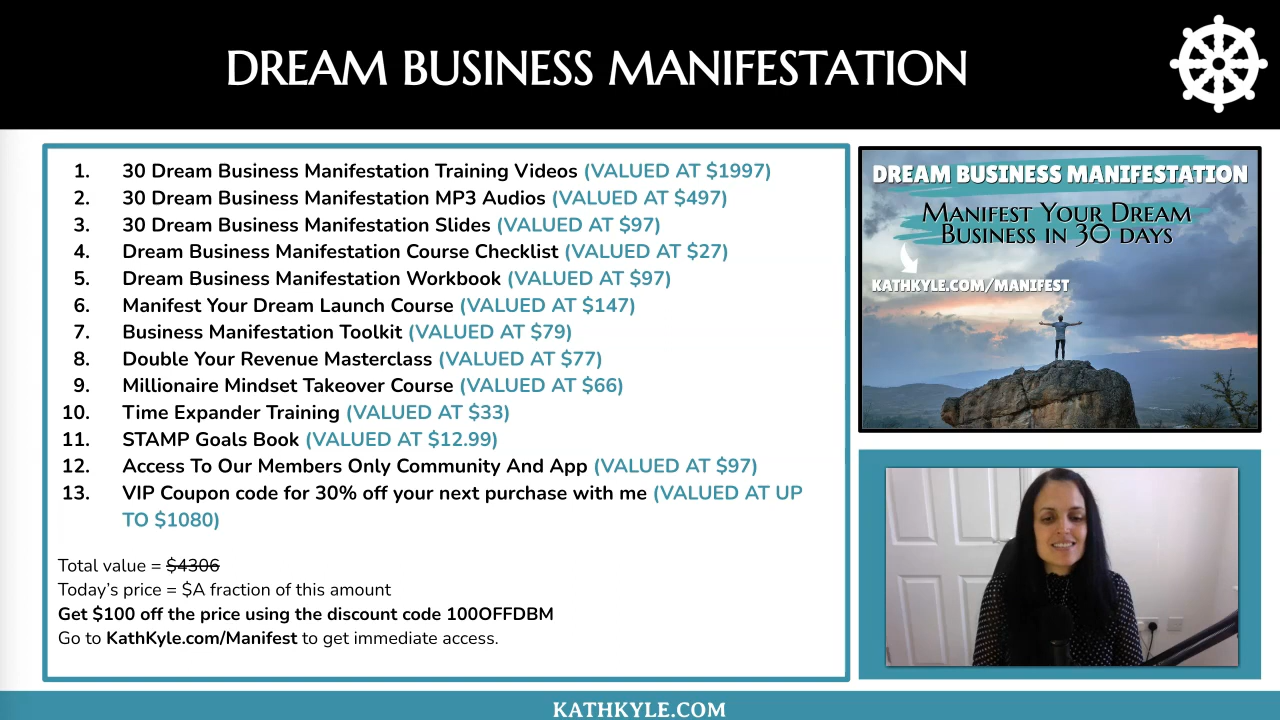 DREAM BUSINESS MANIFESTATION
1. 30 Dream Business Manifestation Training Videos (VALUED AT $1997)
2. 30 Dream Business Manifestation MP3 Audios (VALUED AT $497)
3. 30 Dream Business Manifestation Slides (VALUED AT $97)
4. Dream Business Manifestation Course Checklist (VALUED AT $27)
5. Dream Business Manifestation Workbook (VALUED AT $97)
6. Manifest Your Dream Launch Course (VALUED AT $147)
7. Business Manifestation Toolkit (VALUED AT $79)
8. Double Your Revenue Masterclass (VALUED AT $77)
9. Millionaire Mindset Takeover Course (VALUED AT $66)
10. Time Expander Training (VALUED AT $33)
11. STAMP Goals Book (VALUED AT $12.99)
12. Access To Our Members Only Community And App (VALUED AT $97)
13. VIP Coupon code for 30% off your next purchase with me (VALUED AT UP
TO $1080)
Total value = $4306
Today's price = $A fraction of this amount
Get $100 off the price using the discount code 100OFFDBM
Go to KathKyle.com/Manifest to get immediate access.
DREAM BUSINESS MANIFESTATION
Manifest Your Dream
Business in 30 days
KATHKYLE.COM/MANIFEST
KATHKYLE.COM